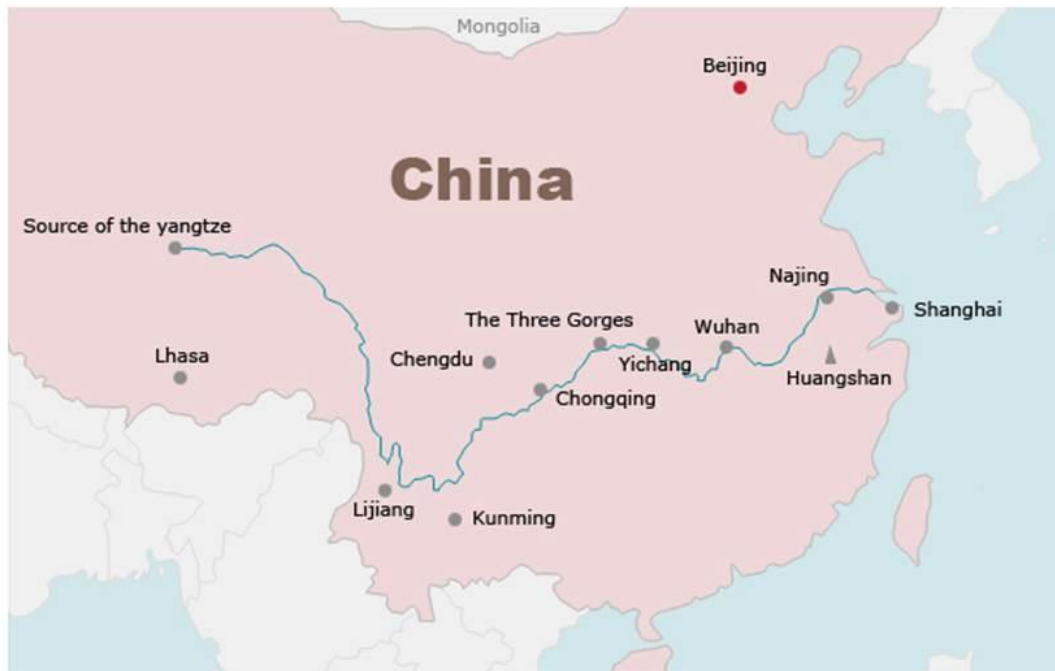 Mongolia
Beijing
China
Source of the yangtze
Najing
Shanghai
The Three Gorges
Wuhan
Lhasa
Chengdu
Yichang
Huangshan
Chongqing
Lijiang
Kunming